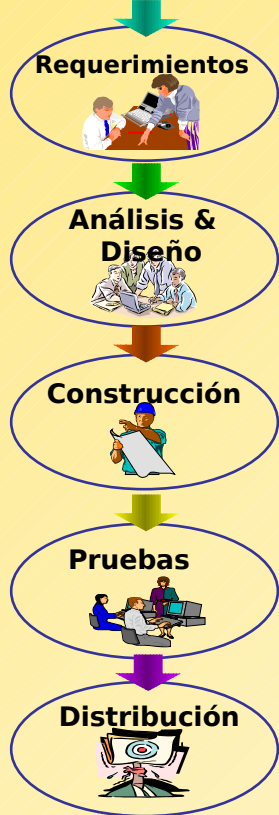 Requerimientos
Análisis &
Diseño
Construcción
Pruebas
Distribución